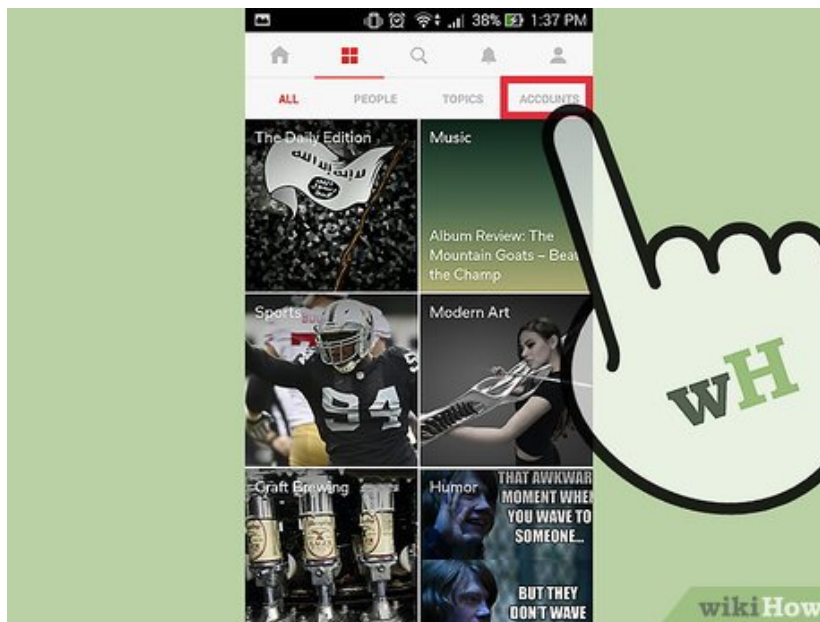 38% 1:37 PM
ALL PEOPLE TOPICS ACCOUNTS
The Daily Edition
Music
Album Review: The
Mountain Goats – Beat
the Champ
Sports
Modern Art
94
Craft Brewing
Humor
THAT AWKWAR
MOMENT WHE
YOU WAVE TO
SOMEONE...
BUT THEY
DON'T WAVE
wH
wikiHow